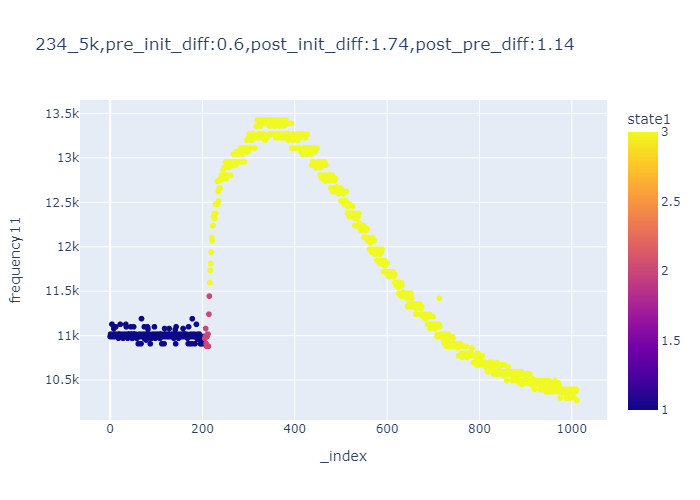 234_5k,pre_init_diff:0.6,post_init_diff:1.74,post_pre_diff:1.14
state1
13.5k
13k
12.5k
12k
11.5k
11k
10.5k
frequency11
0
200
400
600
800
1000
_index
3
2.5
2
1.5
1